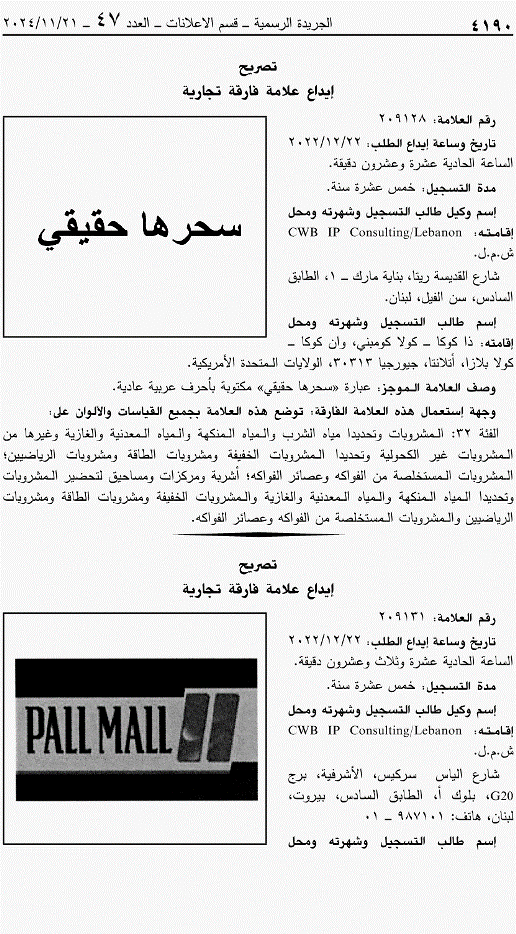 ٤١٩٠
الجريدة الرسمية ــ قسم الاعلانات ــ العدد ٤٧ ــ ٢٠٢٤/١١/٢١
تصريح
إيداع علامة فارقة تجارية
سحرها حقيقي
رقم العلامة: ٢٠٩١٢٨
تاريخ وساعة إيداع الطلب: ٢٠٢٢/١٢/٢٢
الساعة الحادية عشرة وعشرون دقيقة.
مدة التسجيل: خمس عشرة سنة.
إسم وكيل طالب التسجيل وشهرته ومحل
إقامته: CWB IP Consulting/Lebanon
ش.م.ل.
شارع القديسة ريتا، بناية مارك ــ ١، الطابق
السادس، سن الفيل، لبنان.
إسم طالب التسجيل وشهرته ومحل
إقامته: ذا كوكا ــ كولا كومبني، وان كوكا ــ
كولا بلازا، أتلانتا، جيورجيا ٣٠٣١٣، الولايات المتحدة الأمريكية.
وصف العلامة الموجز: عبارة «سحرها حقيقي» مكتوبة بأحرف عربية عادية.
وجهة إستعمال هذه العلامة الفارقة: توضع هذه العلامة بجميع القياسات والألوان على:
الفئة ٣٢: المشروبات وتحديدا مياه الشرب والمياه المنكهة والمياه المعدنية والغازية وغيرها من
المشروبات غير الكحولية وتحديدا المشروبات الخفيفة ومشروبات الطاقة ومشروبات الرياضيين؛
المشروبات المستخلصة من الفواكه وعصائر الفواكه؛ أشربة ومركزات ومساحيق لتحضير المشروبات
وتحديدا المياه المنكهة والمياه المعدنية والغازية والمشروبات الخفيفة ومشروبات الطاقة ومشروبات
الرياضيين والمشروبات المستخلصة من الفواكه وعصائر الفواكه.
تصريح
إيداع علامة فارقة تجارية
PALL MALL
رقم العلامة: ٢٠٩١٣١
تاريخ وساعة إيداع الطلب: ٢٠٢٢/١٢/٢٢
الساعة الحادية عشرة وثلاث وعشرون دقيقة.
مدة التسجيل: خمس عشرة سنة.
إسم وكيل طالب التسجيل وشهرته ومحل
إقامته: CWB IP Consulting/Lebanon
ش.م.ل.
شارع الياس سركيس، الأشرفية، برج
G20، بلوك أ، الطابق السادس، بيروت،
لبنان، هاتف: ٩٨٧١٠١ ــ ٠١
إسم طالب التسجيل وشهرته ومحل